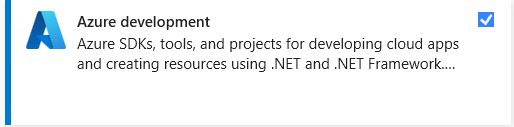 Azure development
Azure SDKs, tools, and projects for developing cloud apps
and creating resources using .NET and .NET Framework....